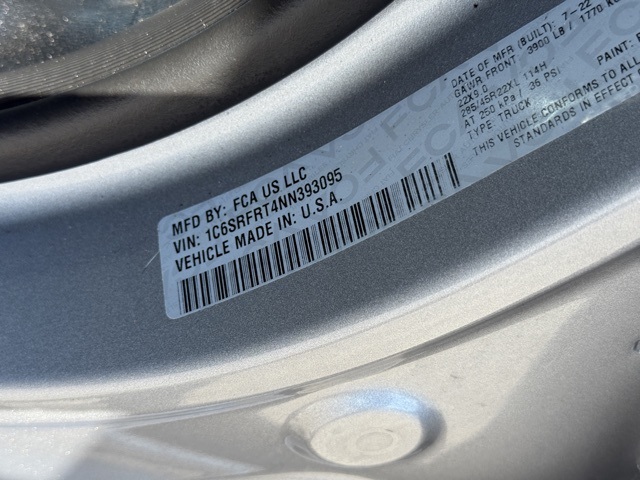 MFD BY: FCA US LLC
VIN: 1C6SRFRT4NN393095
VEHICLE MADE IN: U.S.A.
DATE OF MFR (BUILT): 7-22
GAWR FRONT: 3900 LB / 1770 KG
22X9.0
285/45R22XL 114H
AT 250 kPa / 36 PSI
TYPE: TRUCK PAINT:
THIS VEHICLE CONFORMS TO ALL
STANDARDS IN EFFECT